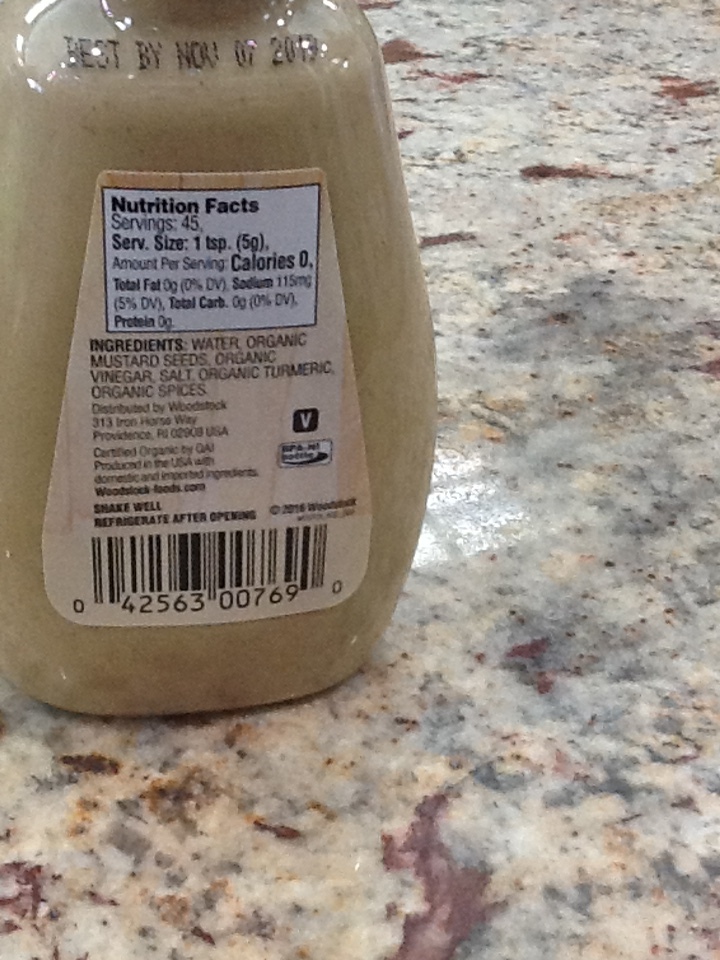 BEST BY NOV 07 2019
Nutrition Facts
Servings: 45,
Serv. Size: 1 tsp. (5g),
Amount Per Serving: Calories 0,
Total Fat 0g (0% DV), Sodium 115mg
(5% DV), Total Carb. 0g (0% DV),
Protein 0g.
INGREDIENTS: WATER, ORGANIC
MUSTARD SEEDS, ORGANIC
VINEGAR, SALT, ORGANIC TURMERIC,
ORGANIC SPICES.
Distributed by Woodstock
313 Iron Horse Way
Providence, RI 02908 USA
V
Certified Organic by QAI
Produced in the USA with
domestic and imported ingredients.
Woodstock-foods.com
BPA-free
bottle
SHAKE WELL
REFRIGERATE AFTER OPENING
© 2016 Woodstock
0 42563 00769 0